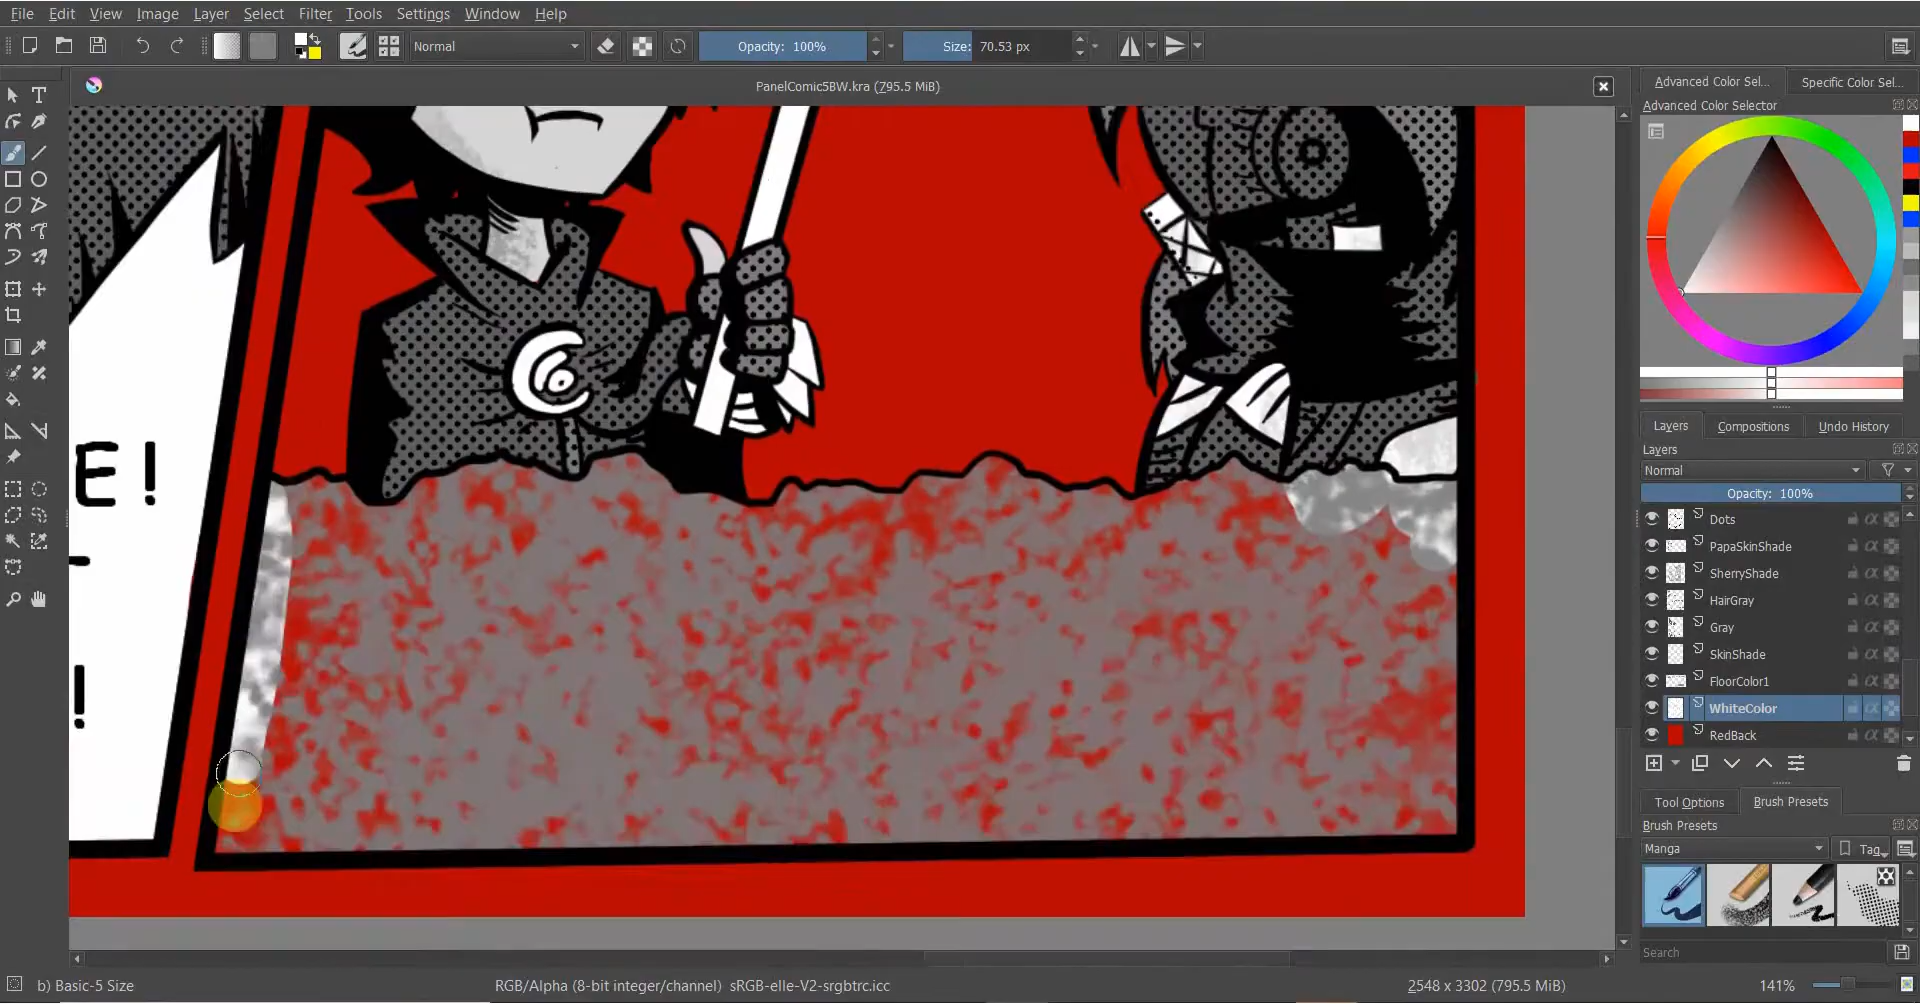 File Edit View Image Layer Select Filter Tools Settings Window Help
Normal
Opacity: 100%
Size: 70.53 px
PanelComic5BW.kra (795.5 MiB)
Advanced Color Sel... Specific Color Sel...
Advanced Color Selector
E!
!
Layers Compositions Undo History
Layers
Normal
Opacity: 100%
Dots
PapaSkinShade
SherryShade
HairGray
Gray
SkinShade
FloorColor1
WhiteColor
RedBack
Tool Options Brush Presets
Brush Presets
Manga Tag
Search
b) Basic-5 Size
RGB/Alpha (8-bit integer/channel) sRGB-elle-V2-srgbtrc.icc
2548 x 3302 (795.5 MiB)
141%